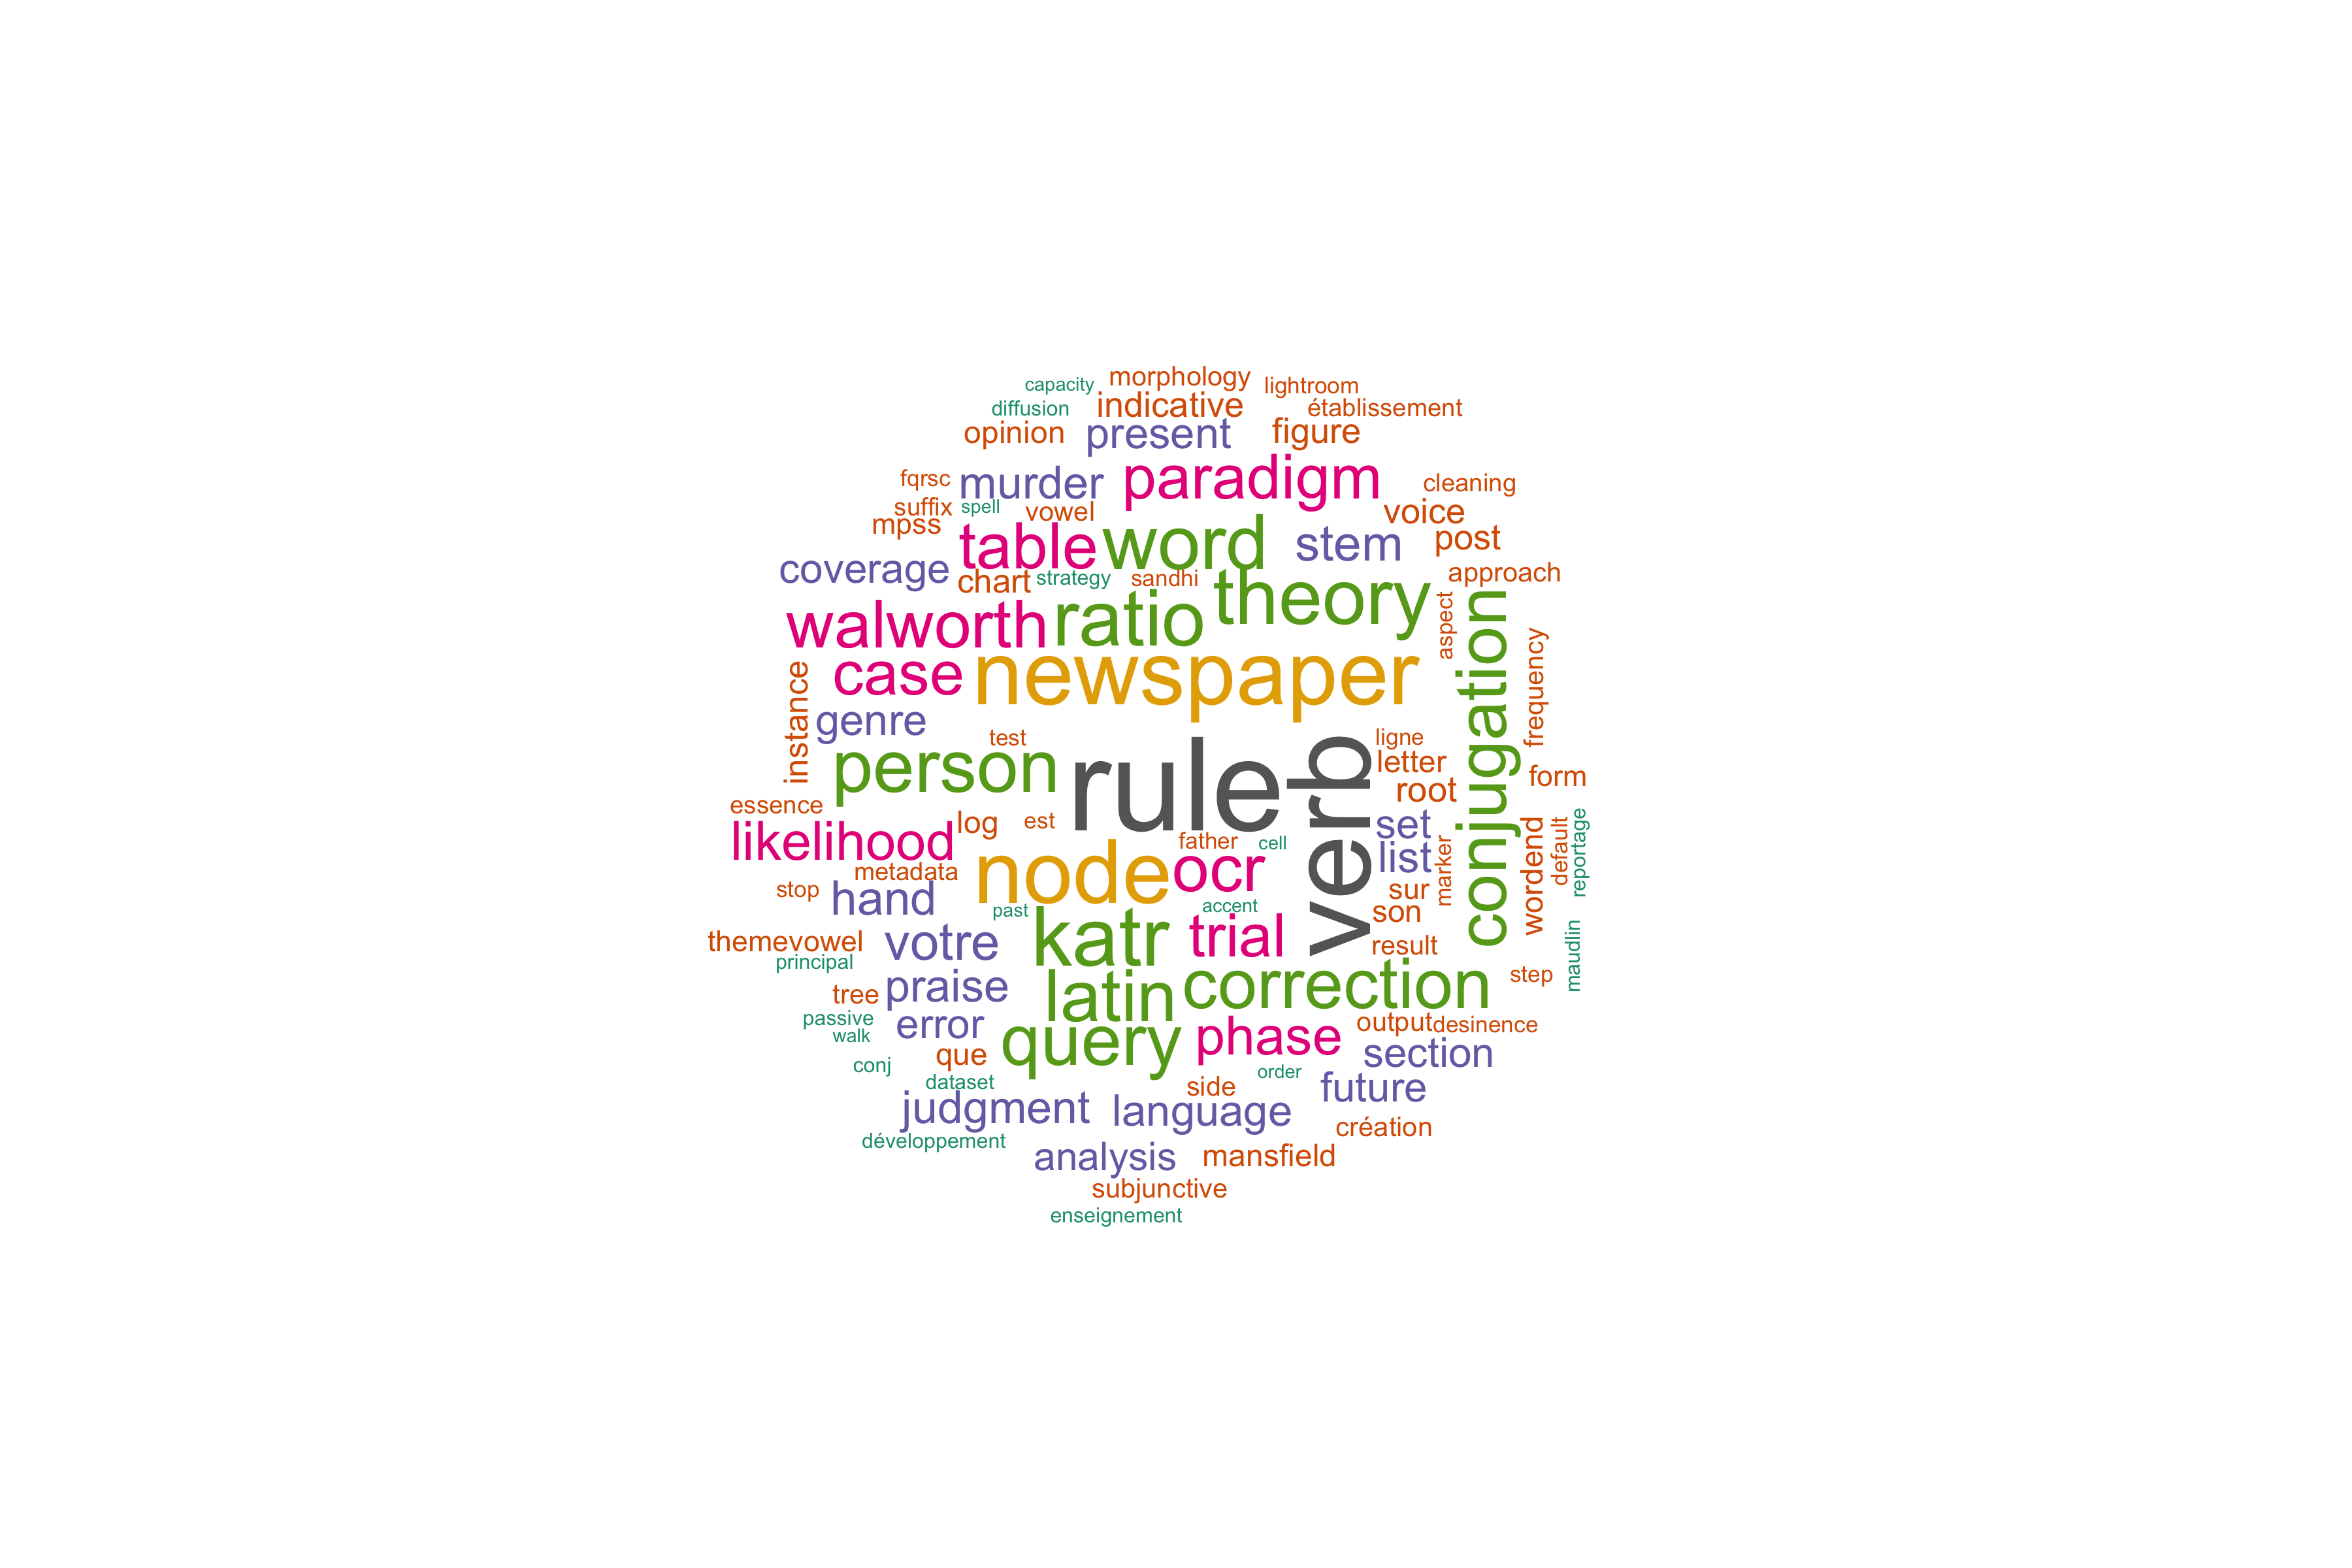 capacity
morphology
lightroom
diffusion
indicative
établissement
opinion
present
figure
fqrsc
murder
paradigm
cleaning
suffix
spell
vowel
voice
mpss
table
word
stem
post
coverage
chart
strategy
sandhi
theory
approach
walworth
ratio
aspect
conjugation
case
newspaper
frequency
instance
genre
test
ligne
person
rule
verb
letter
root
form
essence
likelihood
log
est
father
cell
set
list
wordend
default
reportage
metadata
node
ocr
marker
stop
hand
past
accent
sur
son
themevowel
votre
katr
trial
result
maudlin
principal
tree
praise
latin
correction
step
passive
walk
error
query
phase
output
desinence
que
section
conj
dataset
side
order
future
judgment
language
création
développement
analysis
mansfield
subjunctive
enseignement